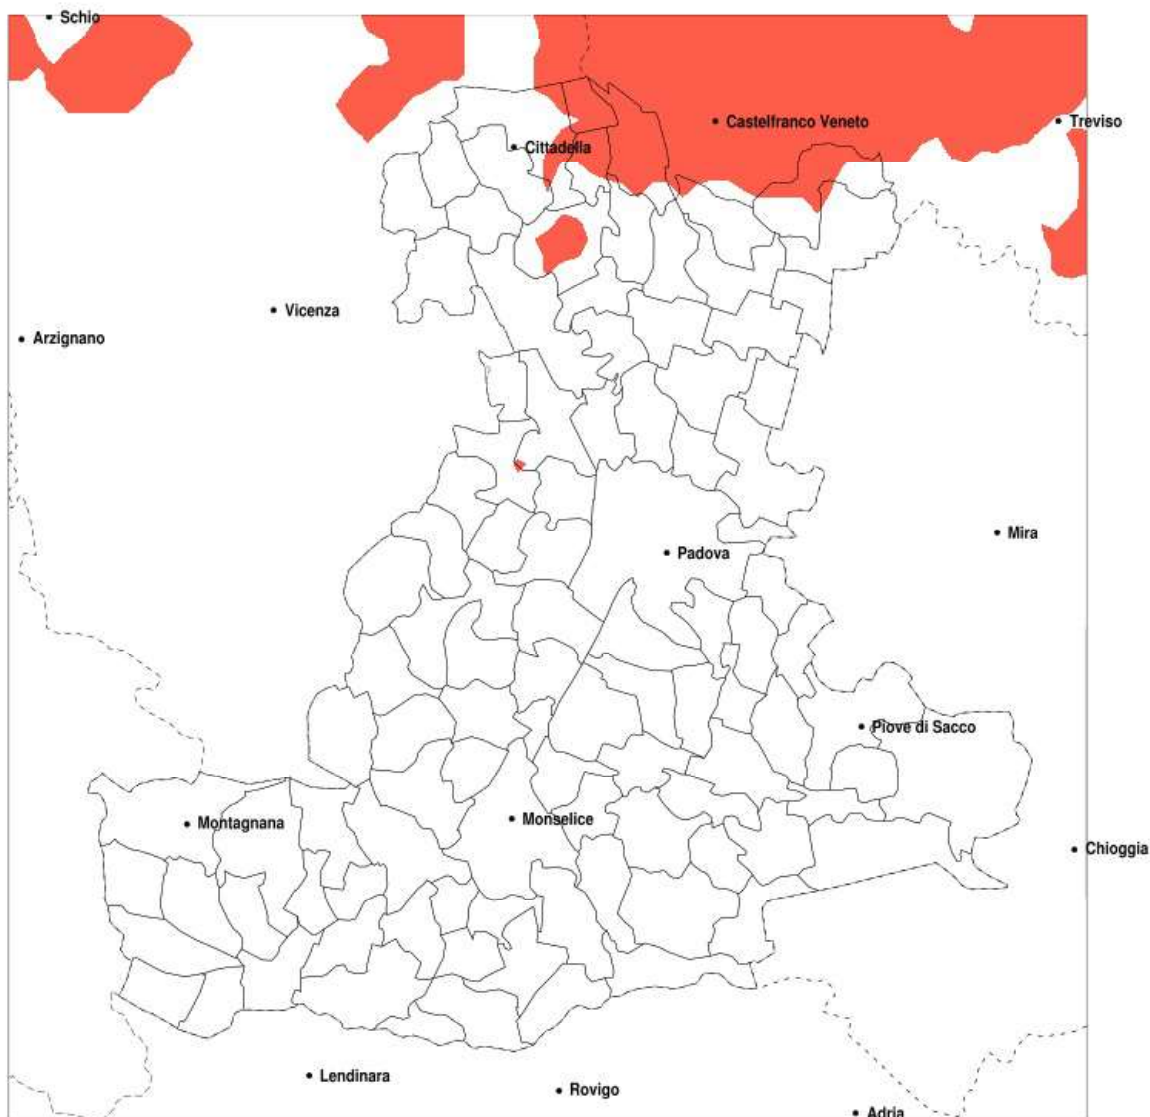 Schio
Castelfranco Veneto
Treviso
Cittadella
Vicenza
Arzignano
Mira
Padova
Piove di Sacco
Montagnana
Monselice
Chioggia
Lendinara
Rovigo
Adria